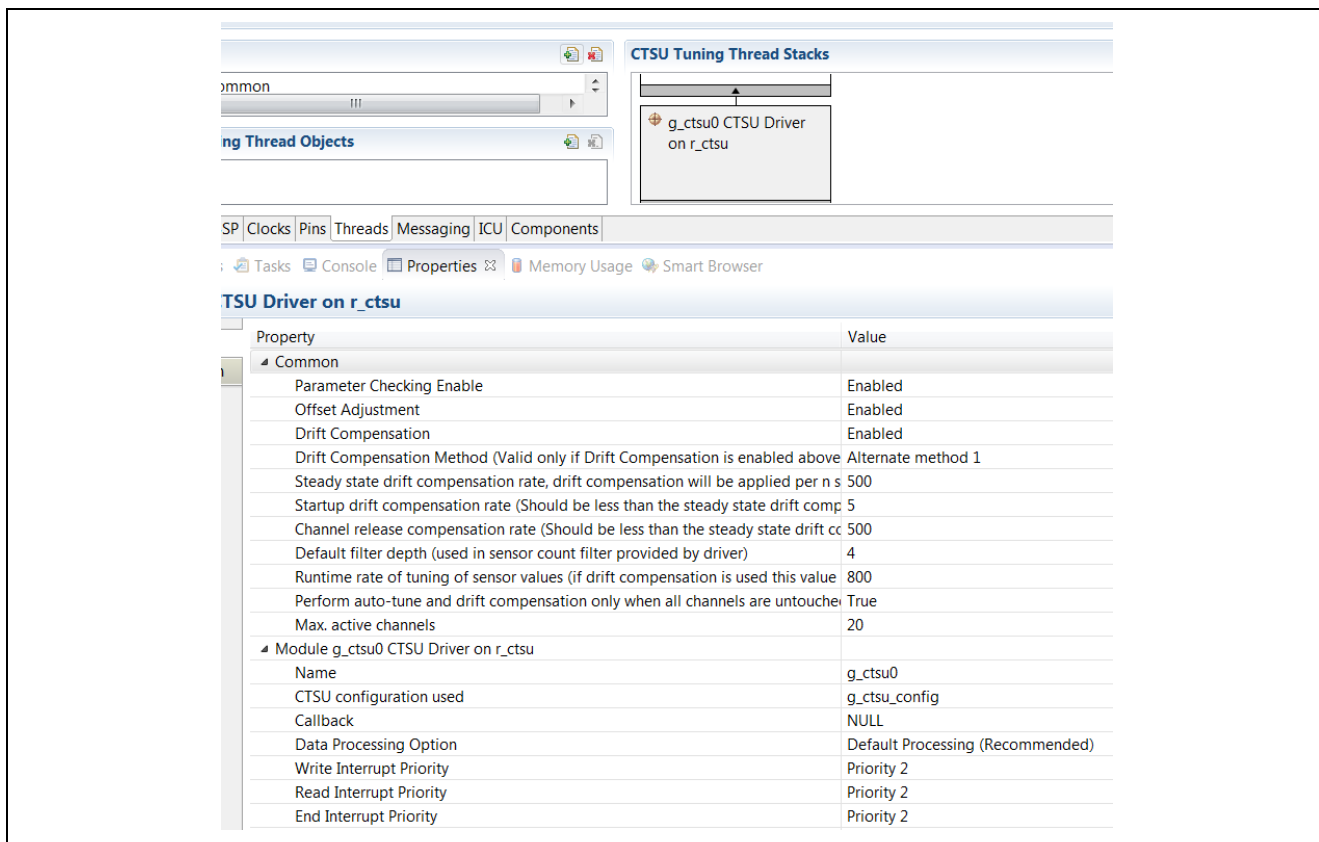 CTSU Tuning Thread Stacks
ommon
g_ctsu0 CTSU Driver
on r_ctsu
ng Thread Objects
SP Clocks Pins Threads Messaging ICU Components
Tasks Console Properties Memory Usage Smart Browser
TSU Driver on r_ctsu
Property Value
Common
Parameter Checking Enable Enabled
Offset Adjustment Enabled
Drift Compensation Enabled
Drift Compensation Method (Valid only if Drift Compensation is enabled above Alternate method 1
Steady state drift compensation rate, drift compensation will be applied per n s 500
Startup drift compensation rate (Should be less than the steady state drift comp 5
Channel release compensation rate (Should be less than the steady state drift cc 500
Default filter depth (used in sensor count filter provided by driver) 4
Runtime rate of tuning of sensor values (if drift compensation is used this value 800
Perform auto-tune and drift compensation only when all channels are untouche True
Max. active channels 20
Module g_ctsu0 CTSU Driver on r_ctsu
Name g_ctsu0
CTSU configuration used g_ctsu_config
Callback NULL
Data Processing Option Default Processing (Recommended)
Write Interrupt Priority Priority 2
Read Interrupt Priority Priority 2
End Interrupt Priority Priority 2